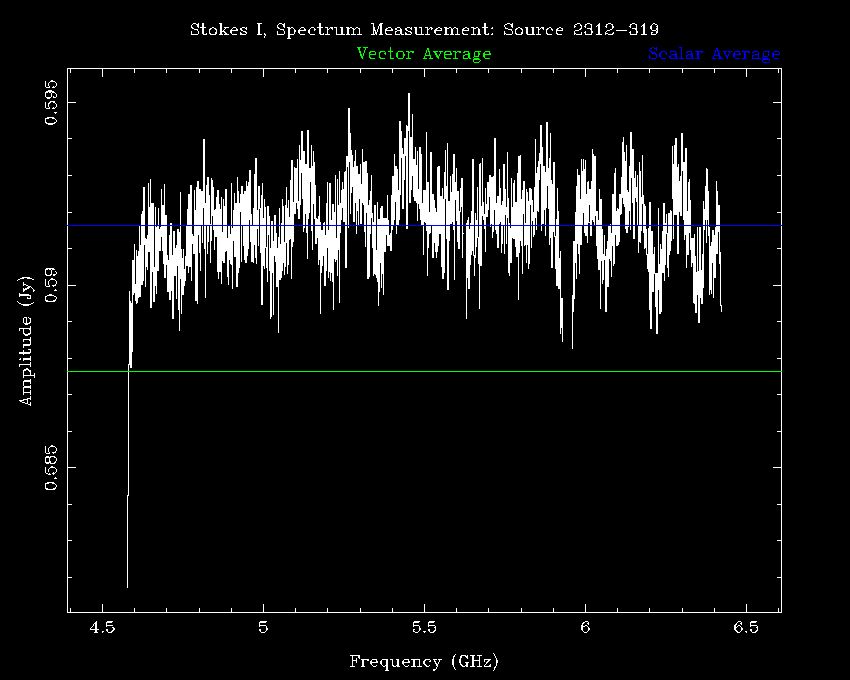 Stokes I, Spectrum Measurement: Source 2312-319
Vector Average Scalar Average
0.595
0.59
0.585
Amplitude (Jy)
4.5 5 5.5 6 6.5
Frequency (GHz)